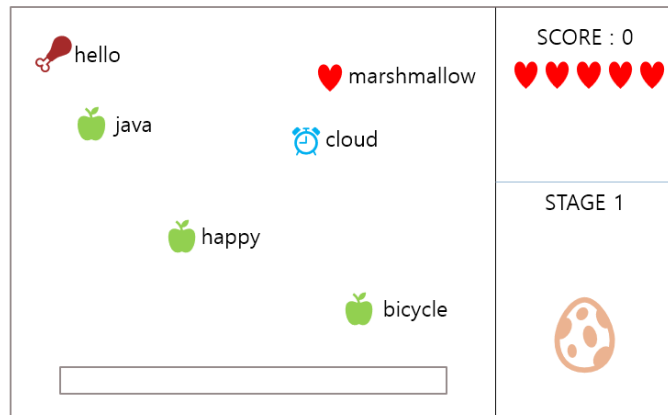 hello
marshmallow
java
cloud
happy
bicycle
SCORE : 0
STAGE 1